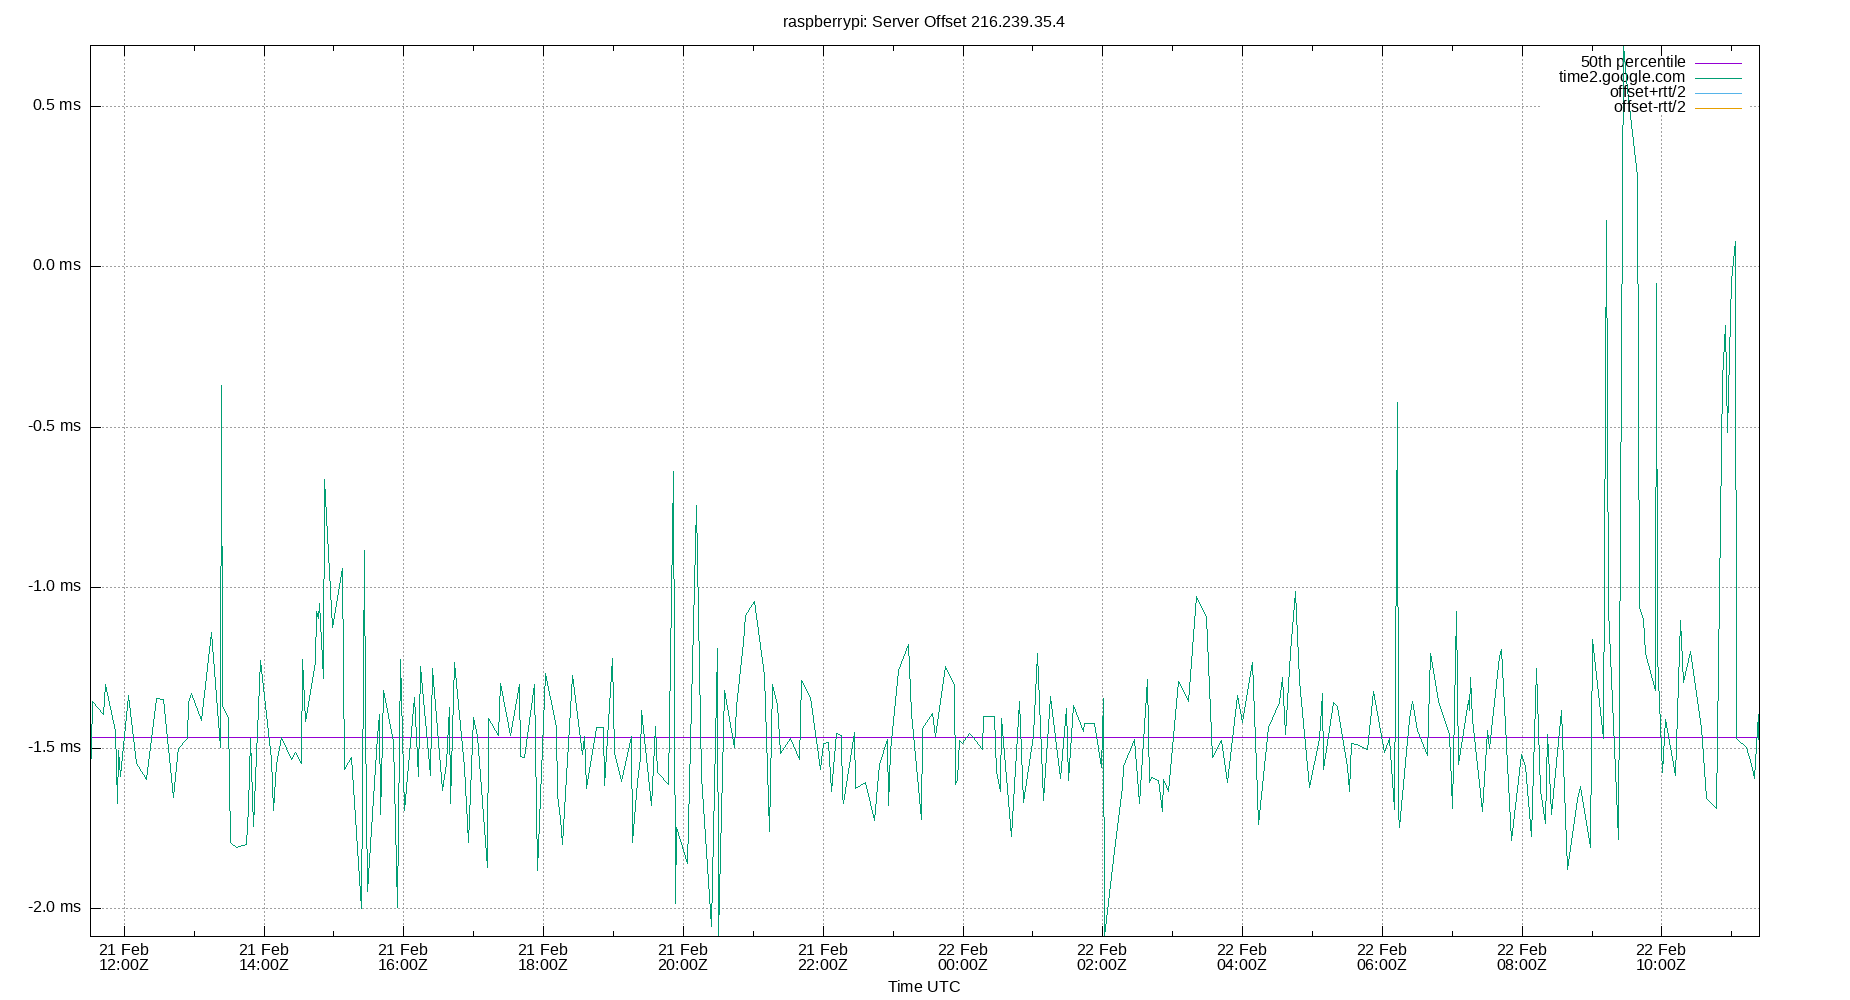 raspberrypi: Server Offset 216.239.35.4
50th percentile
time2.google.com
offset+rtt/2
offset-rtt/2
0.5 ms
0.0 ms
-0.5 ms
-1.0 ms
-1.5 ms
-2.0 ms
21 Feb 21 Feb 21 Feb 21 Feb 21 Feb 21 Feb 22 Feb 22 Feb 22 Feb 22 Feb 22 Feb 22 Feb
12:00Z 14:00Z 16:00Z 18:00Z 20:00Z 22:00Z 00:00Z 02:00Z 04:00Z 06:00Z 08:00Z 10:00Z
Time UTC